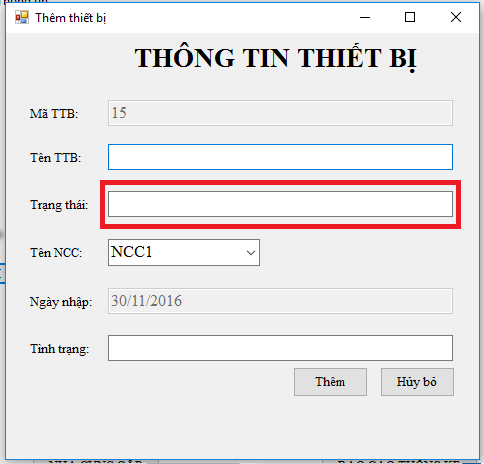 Thêm thiết bị
THÔNG TIN THIẾT BỊ
Mã TTB: 15
Tên TTB:
Trạng thái:
Tên NCC: NCC1
Ngày nhập: 30/11/2016
Tình trạng:
Thêm Hủy bỏ